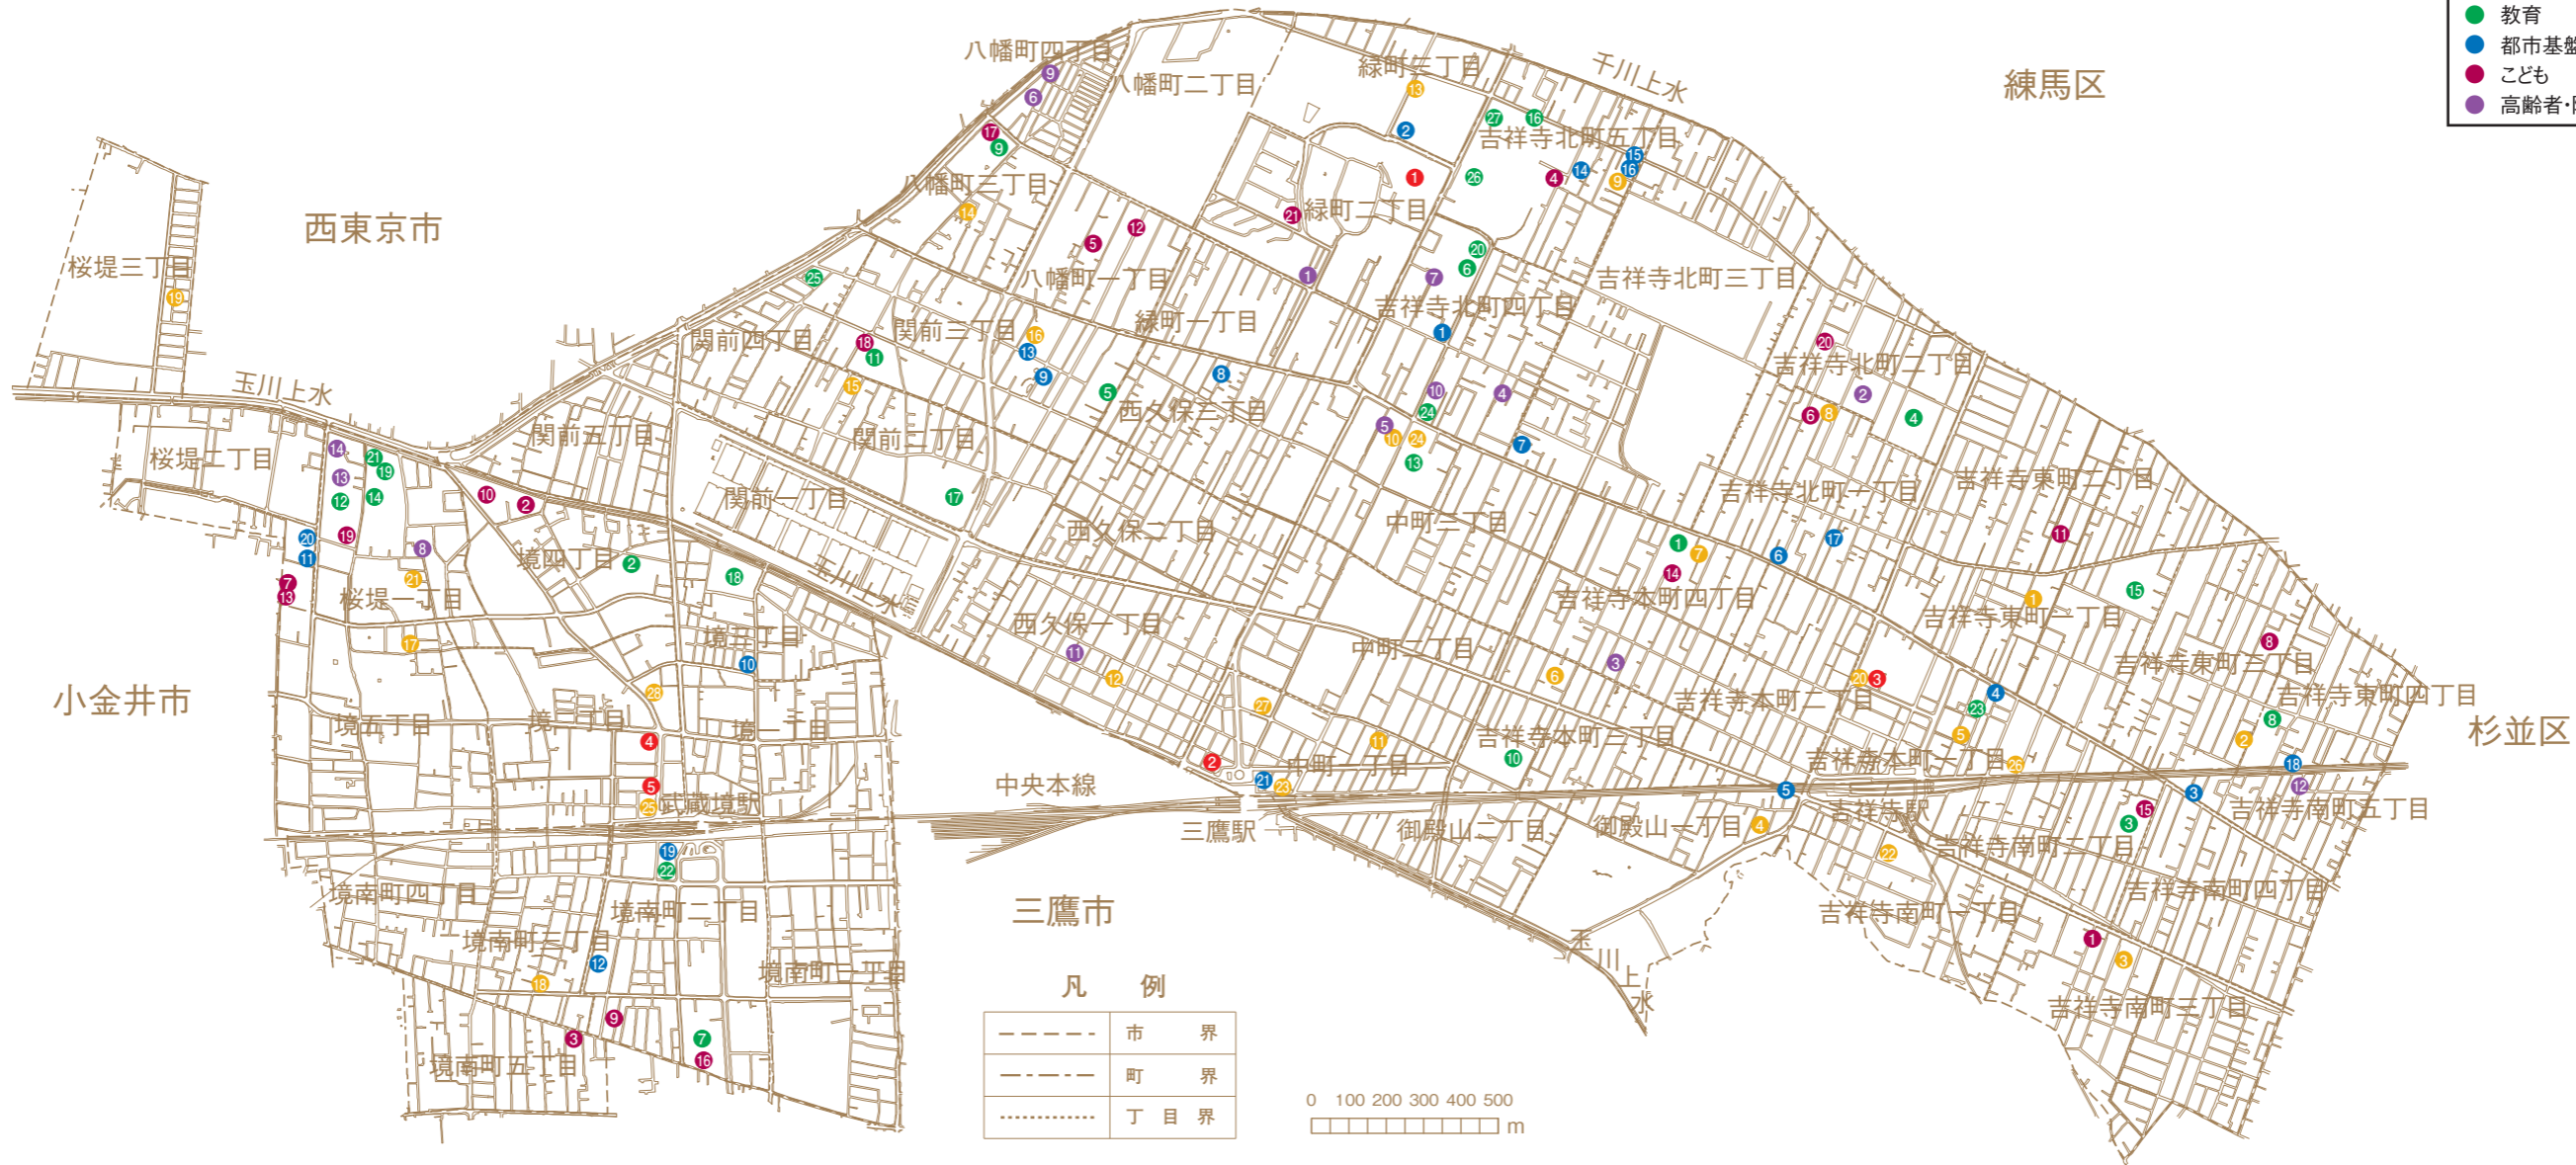 教育
都市基盤
こども
高齢者・
練馬区
西東京市
小金井市
三鷹市
杉並区
千川上水
玉川上水
玉川上水
玉川上水
八幡町四丁目
八幡町二丁目
緑町三丁目
吉祥寺北町五丁目
八幡町三丁目
緑町二丁目
桜堤三丁目
八幡町一丁目
吉祥寺北町三丁目
吉祥寺北町四丁目
緑町一丁目
関前三丁目
関前四丁目
吉祥寺北町二丁目
西久保三丁目
関前五丁目
関前二丁目
桜堤二丁目
関前一丁目
吉祥寺北町一丁目
吉祥寺東町二丁目
西久保二丁目
中町三丁目
境四丁目
桜堤一丁目
吉祥寺本町四丁目
吉祥寺東町一丁目
西久保一丁目
境三丁目
中町二丁目
吉祥寺東町三丁目
吉祥寺東町四丁目
吉祥寺本町二丁目
境五丁目
境二丁目
境一丁目
吉祥寺本町三丁目
吉祥寺本町一丁目
中町一丁目
中央本線
武蔵境駅
三鷹駅
吉祥寺駅
御殿山二丁目
御殿山一丁目
吉祥寺南町五丁目
吉祥寺南町二丁目
吉祥寺南町四丁目
吉祥寺南町一丁目
吉祥寺南町三丁目
境南町四丁目
境南町二丁目
境南町三丁目
境南町一丁目
境南町五丁目
凡 例
市 界
町 界
丁 目 界
0 100 200 300 400 500
m